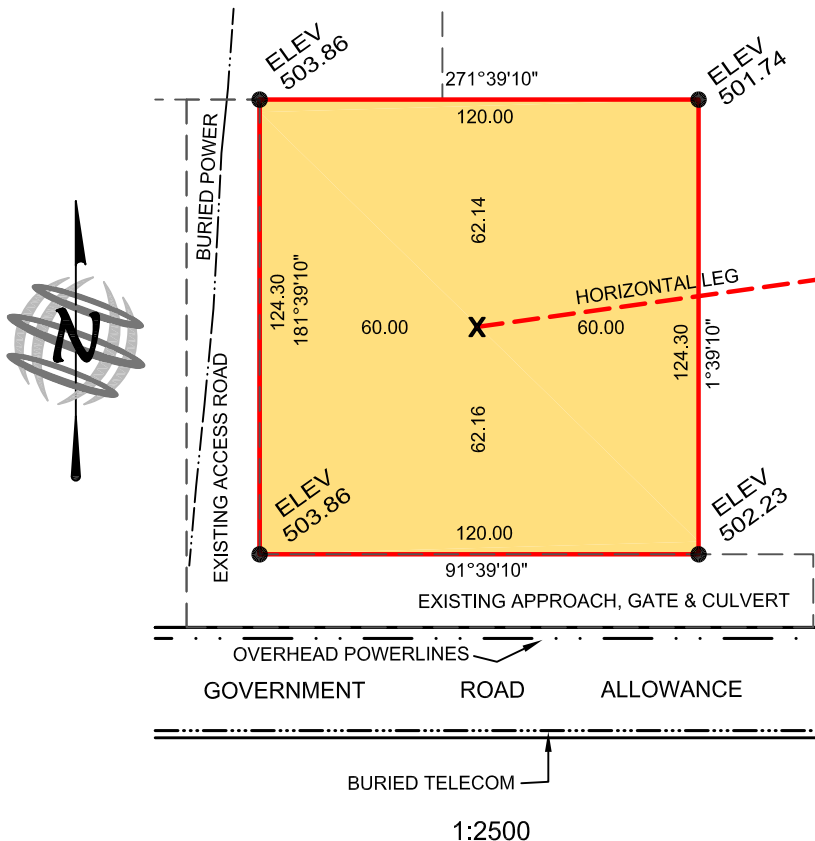 ELEV
503.86
271°39'10"
ELEV
501.74
120.00
BURIED POWER
62.14
124.30
181°39'10"
HORIZONTAL LEG
N
60.00
X
60.00
124.30
1°39'10"
EXISTING ACCESS ROAD
62.16
ELEV
503.86
ELEV
502.23
120.00
91°39'10"
EXISTING APPROACH, GATE & CULVERT
OVERHEAD POWERLINES
GOVERNMENT ROAD ALLOWANCE
BURIED TELECOM
1:2500